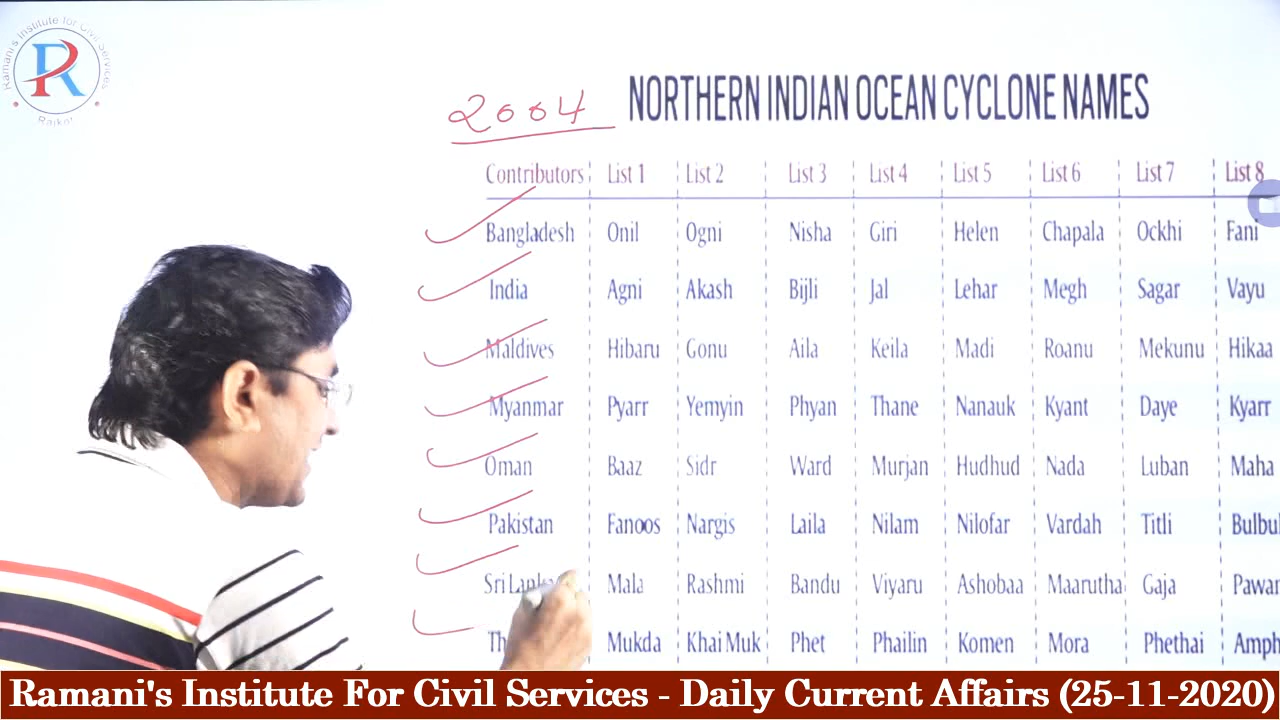 Ramani's Institute for Civil Services
R
Rajkot
2004
NORTHERN INDIAN OCEAN CYCLONE NAMES
Contributors List 1 List 2 List 3 List 4 List 5 List 6 List 7 List 8
Bangladesh Onil Ogni Nisha Giri Helen Chapala Ockhi Fani
India Agni Akash Bijli Jal Lehar Megh Sagar Vayu
Maldives Hibaru Gonu Aila Keila Madi Roanu Mekunu Hikaa
Myanmar Pyarr Yemyin Phyan Thane Nanauk Kyant Daye Kyarr
Oman Baaz Sidr Ward Murjan Hudhud Nada Luban Maha
Pakistan Fanoos Nargis Laila Nilam Nilofar Vardah Titli Bulbul
Sri Lanka Mala Rashmi Bandu Viyaru Ashobaa Maarutha Gaja Pawan
Th Mukda Khai Muk Phet Phailin Komen Mora Phethai Amph
Ramani's Institute For Civil Services - Daily Current Affairs (25-11-2020)